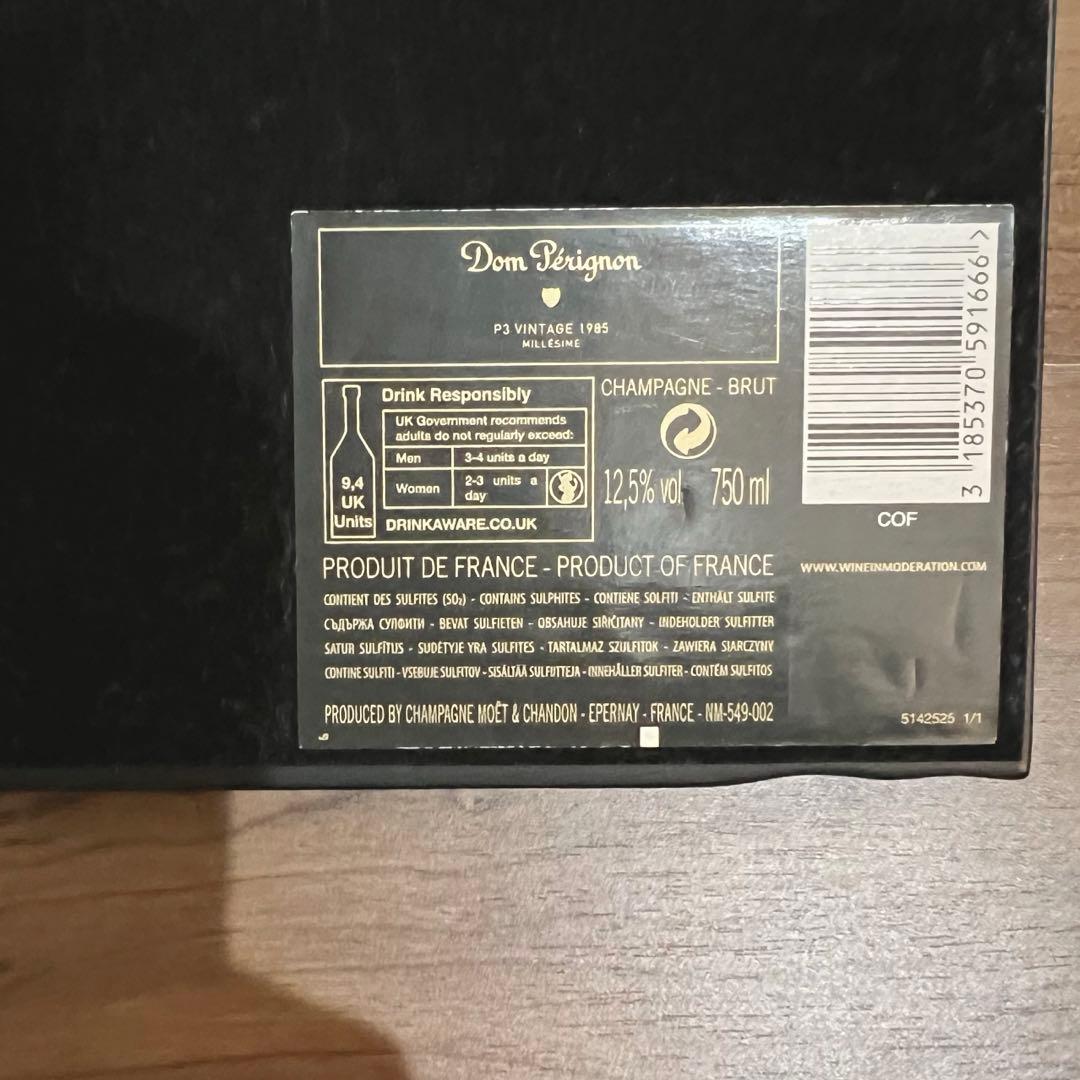 Dom Pérignon
P3 VINTAGE 1985
MILLÉSIME
Drink Responsibly
UK Government recommends
adults do not regularly exceed:
Men 3-4 units a day
Women 2-3 units a
day
9,4
UK
Units
DRINKAWARE.CO.UK
CHAMPAGNE - BRUT
12,5% vol 750 ml
PRODUIT DE FRANCE - PRODUCT OF FRANCE
CONTIENT DES SULFITES (SO₂) - CONTAINS SULPHITES - CONTIENE SOLFITI - ENTHÄLT SULFITE
СЪДЪРЖА СУЛФИТИ - BEVAT SULFIETEN - OBSAHUJE SIŘIČITANY - INDEHOLDER SULFITTER
SATUR SULFĪTUS - SUDĖTYJE YRA SULFITES - TARTALMAZ SZULFITOK - ZAWIERA SIARCZYNY
CONTINE SULFITI - VSEBUJE SULFITOV - SISÄLTÄÄ SULFITTEJA - INNEHÅLLER SULFITER - CONTÉM SULFITOS
PRODUCED BY CHAMPAGNE MOËT & CHANDON - EPERNAY - FRANCE - NM-549-002
3 185370 591666 >
COF
WWW.WINEINMODERATION.COM
5142525 1/1